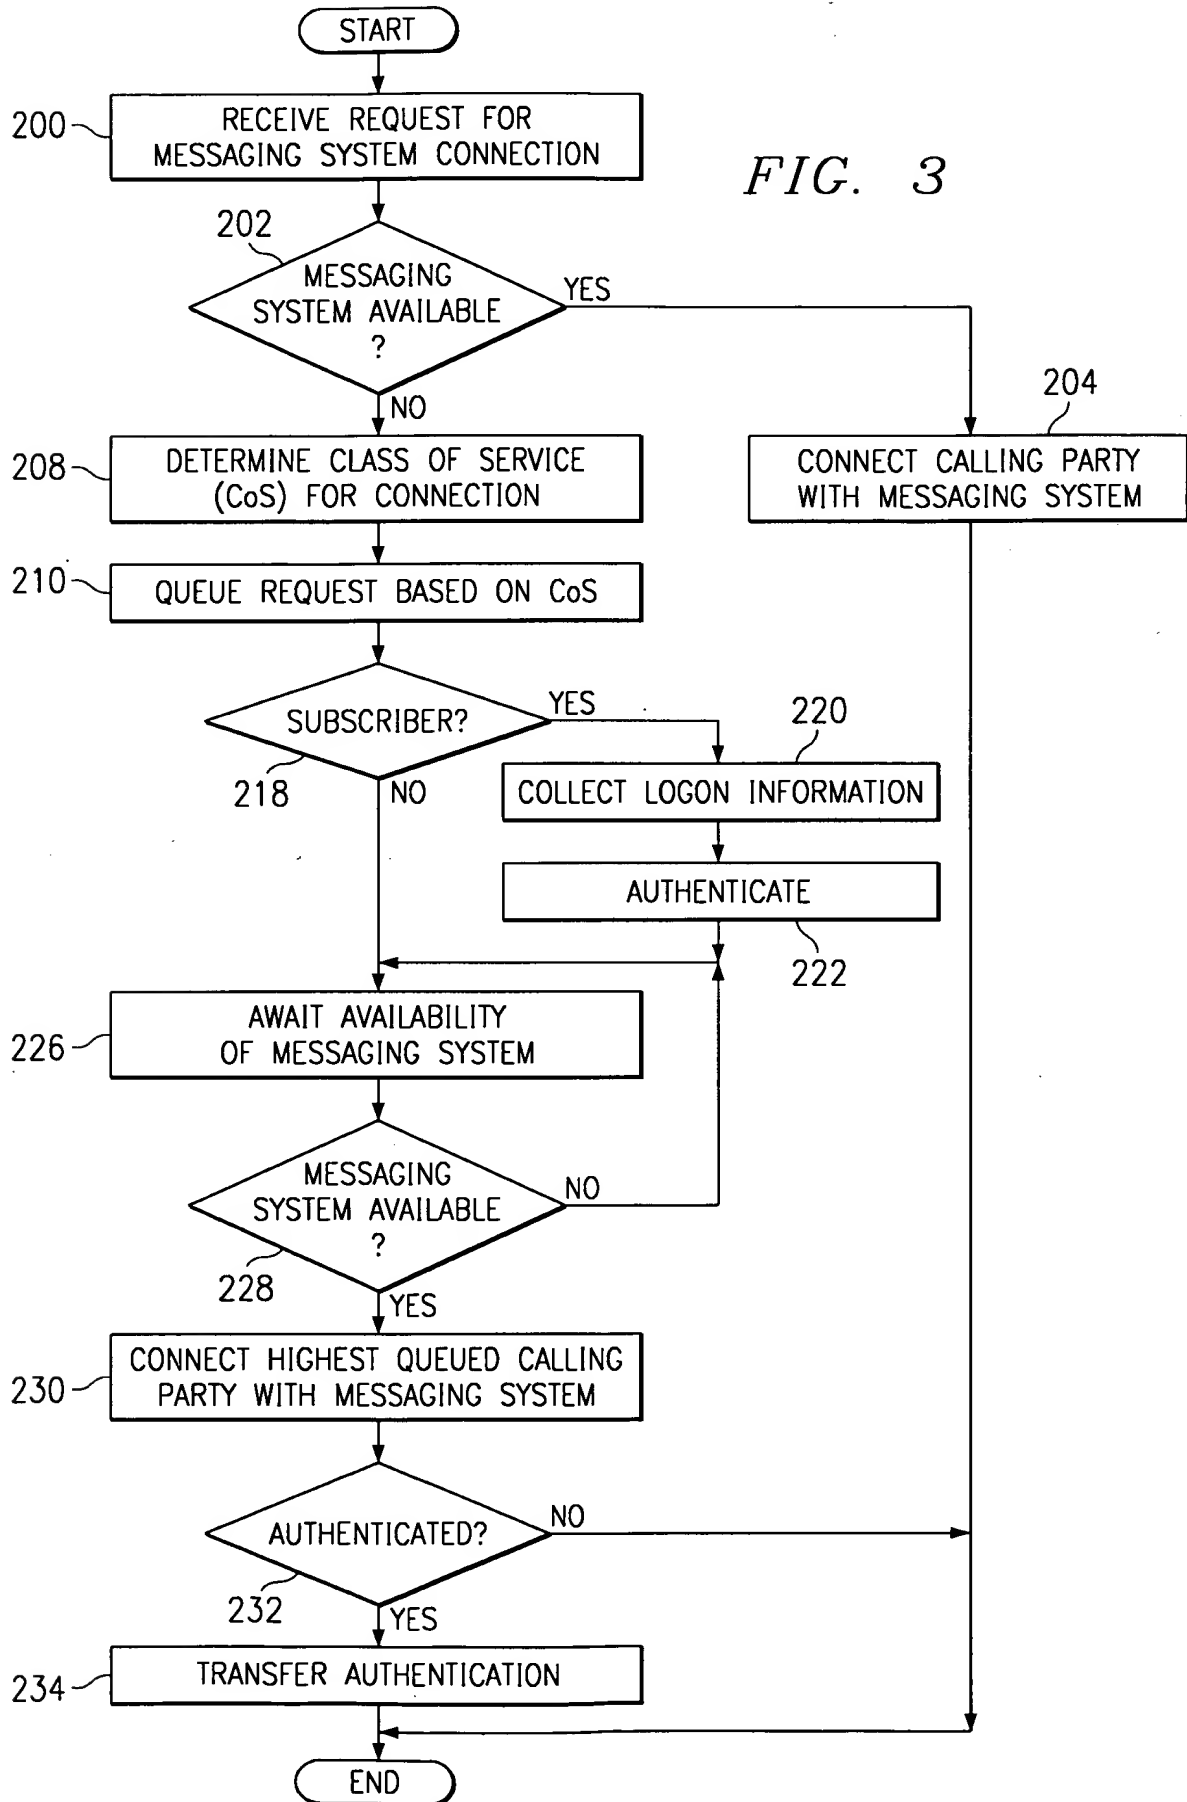 START
200
RECEIVE REQUEST FOR
MESSAGING SYSTEM CONNECTION
FIG. 3
202
MESSAGING
SYSTEM AVAILABLE
?
YES
NO
204
CONNECT CALLING PARTY
WITH MESSAGING SYSTEM
208
DETERMINE CLASS OF SERVICE
(CoS) FOR CONNECTION
210
QUEUE REQUEST BASED ON CoS
SUBSCRIBER?
YES
218
NO
220
COLLECT LOGON INFORMATION
AUTHENTICATE
222
226
AWAIT AVAILABILITY
OF MESSAGING SYSTEM
MESSAGING
SYSTEM AVAILABLE
?
NO
228
YES
230
CONNECT HIGHEST QUEUED CALLING
PARTY WITH MESSAGING SYSTEM
AUTHENTICATED?
NO
232
YES
234
TRANSFER AUTHENTICATION
END